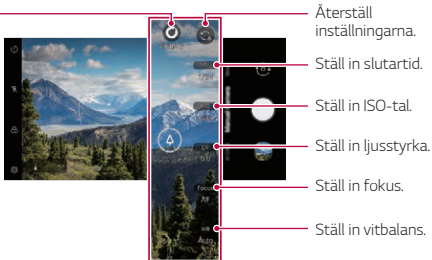 Återställ
inställningarna.
Ställ in slutartid.
Ställ in ISO-tal.
Ställ in ljusstyrka.
Ställ in fokus.
Ställ in vitbalans.
Focus
AF
WB
Auto